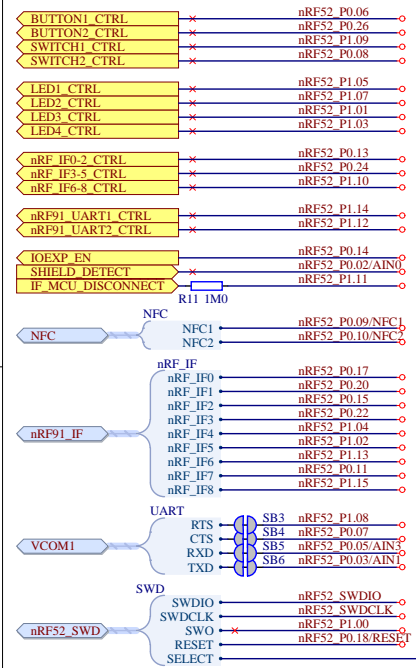 BUTTON1_CTRL nRF52_P0.06
BUTTON2_CTRL nRF52_P0.26
SWITCH1_CTRL nRF52_P1.09
SWITCH2_CTRL nRF52_P0.08
LED1_CTRL nRF52_P1.05
LED2_CTRL nRF52_P1.07
LED3_CTRL nRF52_P1.01
LED4_CTRL nRF52_P1.03
nRF_IF0-2_CTRL nRF52_P0.13
nRF_IF3-5_CTRL nRF52_P0.24
nRF_IF6-8_CTRL nRF52_P1.10
nRF91_UART1_CTRL nRF52_P1.14
nRF91_UART2_CTRL nRF52_P1.12
IOEXP_EN nRF52_P0.14
SHIELD_DETECT nRF52_P0.02/AIN0
IF_MCU_DISCONNECT nRF52_P1.11
R11 1M0
NFC
NFC1 nRF52_P0.09/NFC1
NFC
NFC2 nRF52_P0.10/NFC2
nRF_IF
nRF_IF0 nRF52_P0.17
nRF_IF1 nRF52_P0.20
nRF_IF2 nRF52_P0.15
nRF_IF3 nRF52_P0.22
nRF91_IF nRF_IF4 nRF52_P1.04
nRF_IF5 nRF52_P1.02
nRF_IF6 nRF52_P1.13
nRF_IF7 nRF52_P0.11
nRF_IF8 nRF52_P1.15
UART
RTS SB3 nRF52_P1.08
CTS SB4 nRF52_P0.07
VCOM1 RXD SB5 nRF52_P0.05/AIN3
TXD SB6 nRF52_P0.03/AIN1
SWD
SWDIO nRF52_SWDIO
SWDCLK nRF52_SWDCLK
nRF52_SWD SWO nRF52_P1.00
RESET nRF52_P0.18/RESET
SELECT